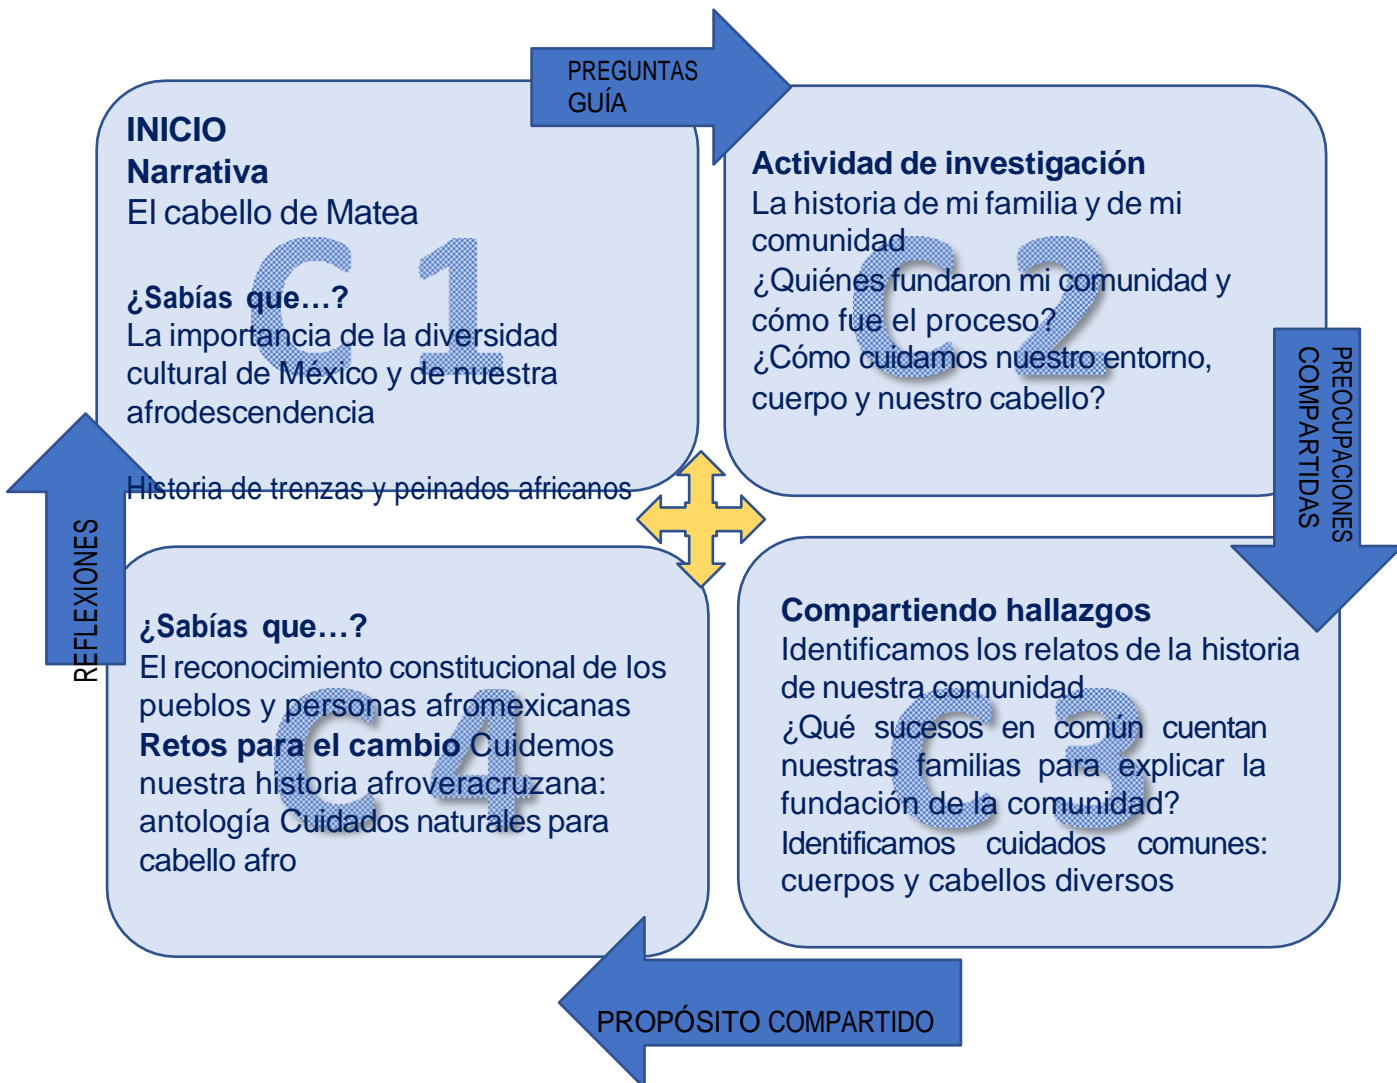 PREGUNTAS
GUÍA
INICIO
Narrativa
El cabello de Matea
¿Sabías que...?
La importancia de la diversidad
cultural de México y de nuestra
afrodescendencia
Historia de trenzas y peinados africanos
C 1
Actividad de investigación
La historia de mi familia y de mi
comunidad
¿Quiénes fundaron mi comunidad y
cómo fue el proceso?
¿Cómo cuidamos nuestro entorno,
cuerpo y nuestro cabello?
C 2
PREOCUPACIONES
COMPARTIDAS
Compartiendo hallazgos
Identificamos los relatos de la historia
de nuestra comunidad
¿Qué sucesos en común cuentan
nuestras familias para explicar la
fundación de la comunidad?
Identificamos cuidados comunes:
cuerpos y cabellos diversos
C 3
PROPÓSITO COMPARTIDO
¿Sabías que...?
El reconocimiento constitucional de los
pueblos y personas afromexicanas
Retos para el cambio Cuidemos
nuestra historia afroveracruzana:
antología Cuidados naturales para
cabello afro
C 4
REFLEXIONES